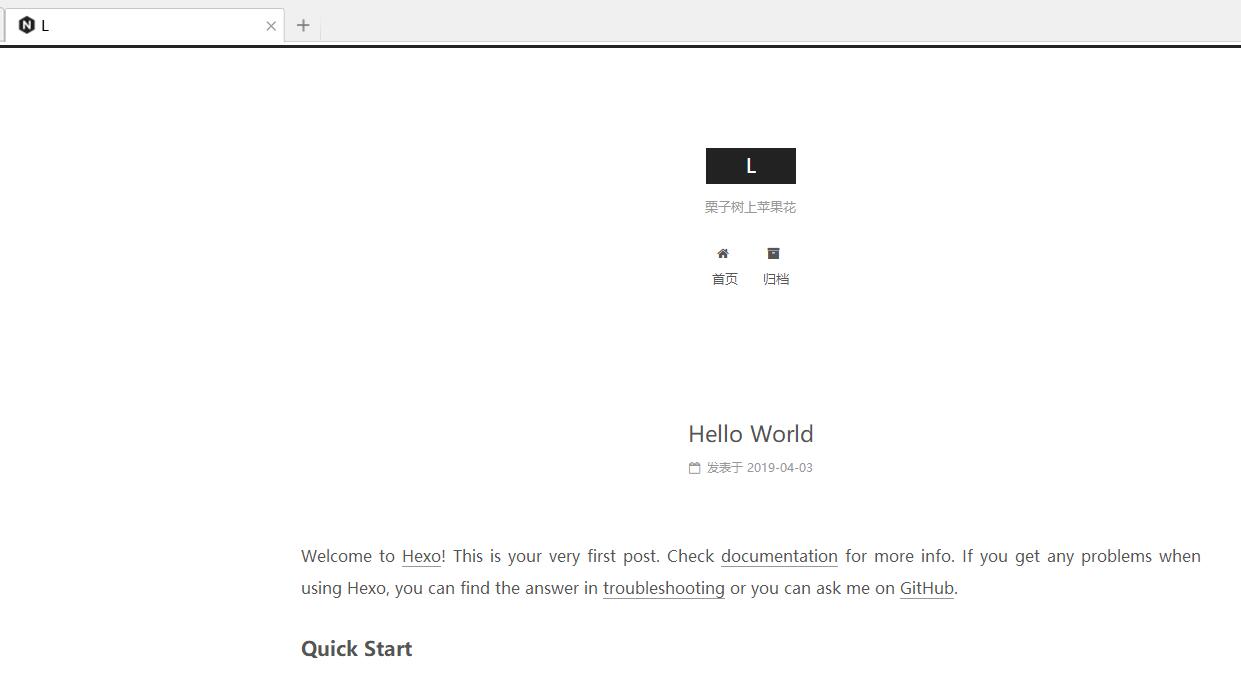 L
L
栗子树上苹果花
首页 归档
Hello World
发表于 2019-04-03
Welcome to Hexo! This is your very first post. Check documentation for more info. If you get any problems when
using Hexo, you can find the answer in troubleshooting or you can ask me on GitHub.
Quick Start